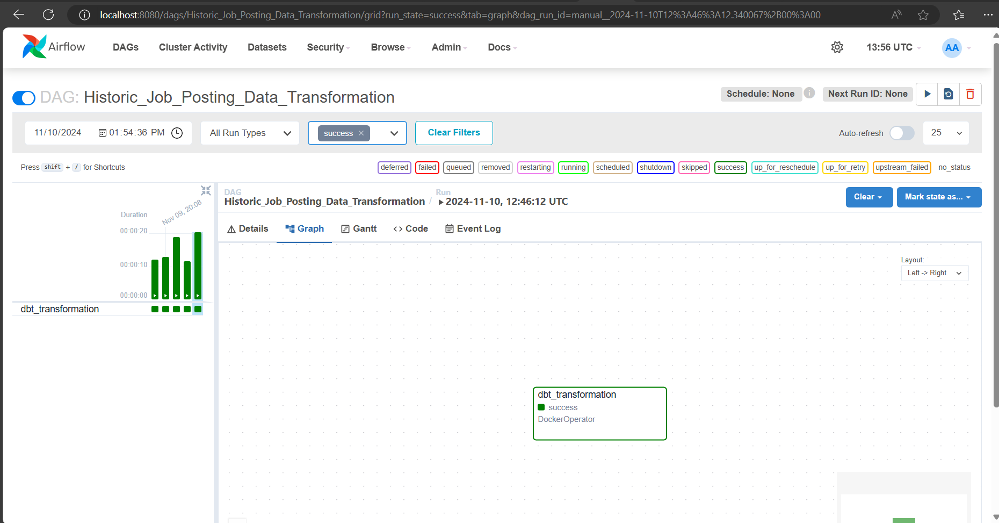 localhost:8080/dags/Historic_Job_Posting_Data_Transformation/grid?run_state=success&tab=graph&dag_run_id=manual__2024-11-10T12%3A46%3A12.340067%2B00%3A00
Airflow DAGs Cluster Activity Datasets Security Browse Admin Docs 13:56 UTC AA
DAG: Historic_Job_Posting_Data_Transformation Schedule: None i Next Run ID: None
11/10/2024 01:54:36 PM All Run Types success Clear Filters Auto-refresh 25
Press shift + / for Shortcuts deferred failed queued removed restarting running scheduled shutdown skipped success up_for_reschedule up_for_retry upstream_failed no_status
DAG Run
Historic_Job_Posting_Data_Transformation / 2024-11-10, 12:46:12 UTC Clear Mark state as...
Nov 09, 20:08
Duration
00:00:20
00:00:10
00:00:00
dbt_transformation
Details Graph Gantt Code Event Log
Layout:
Left -> Right
dbt_transformation
success
DockerOperator